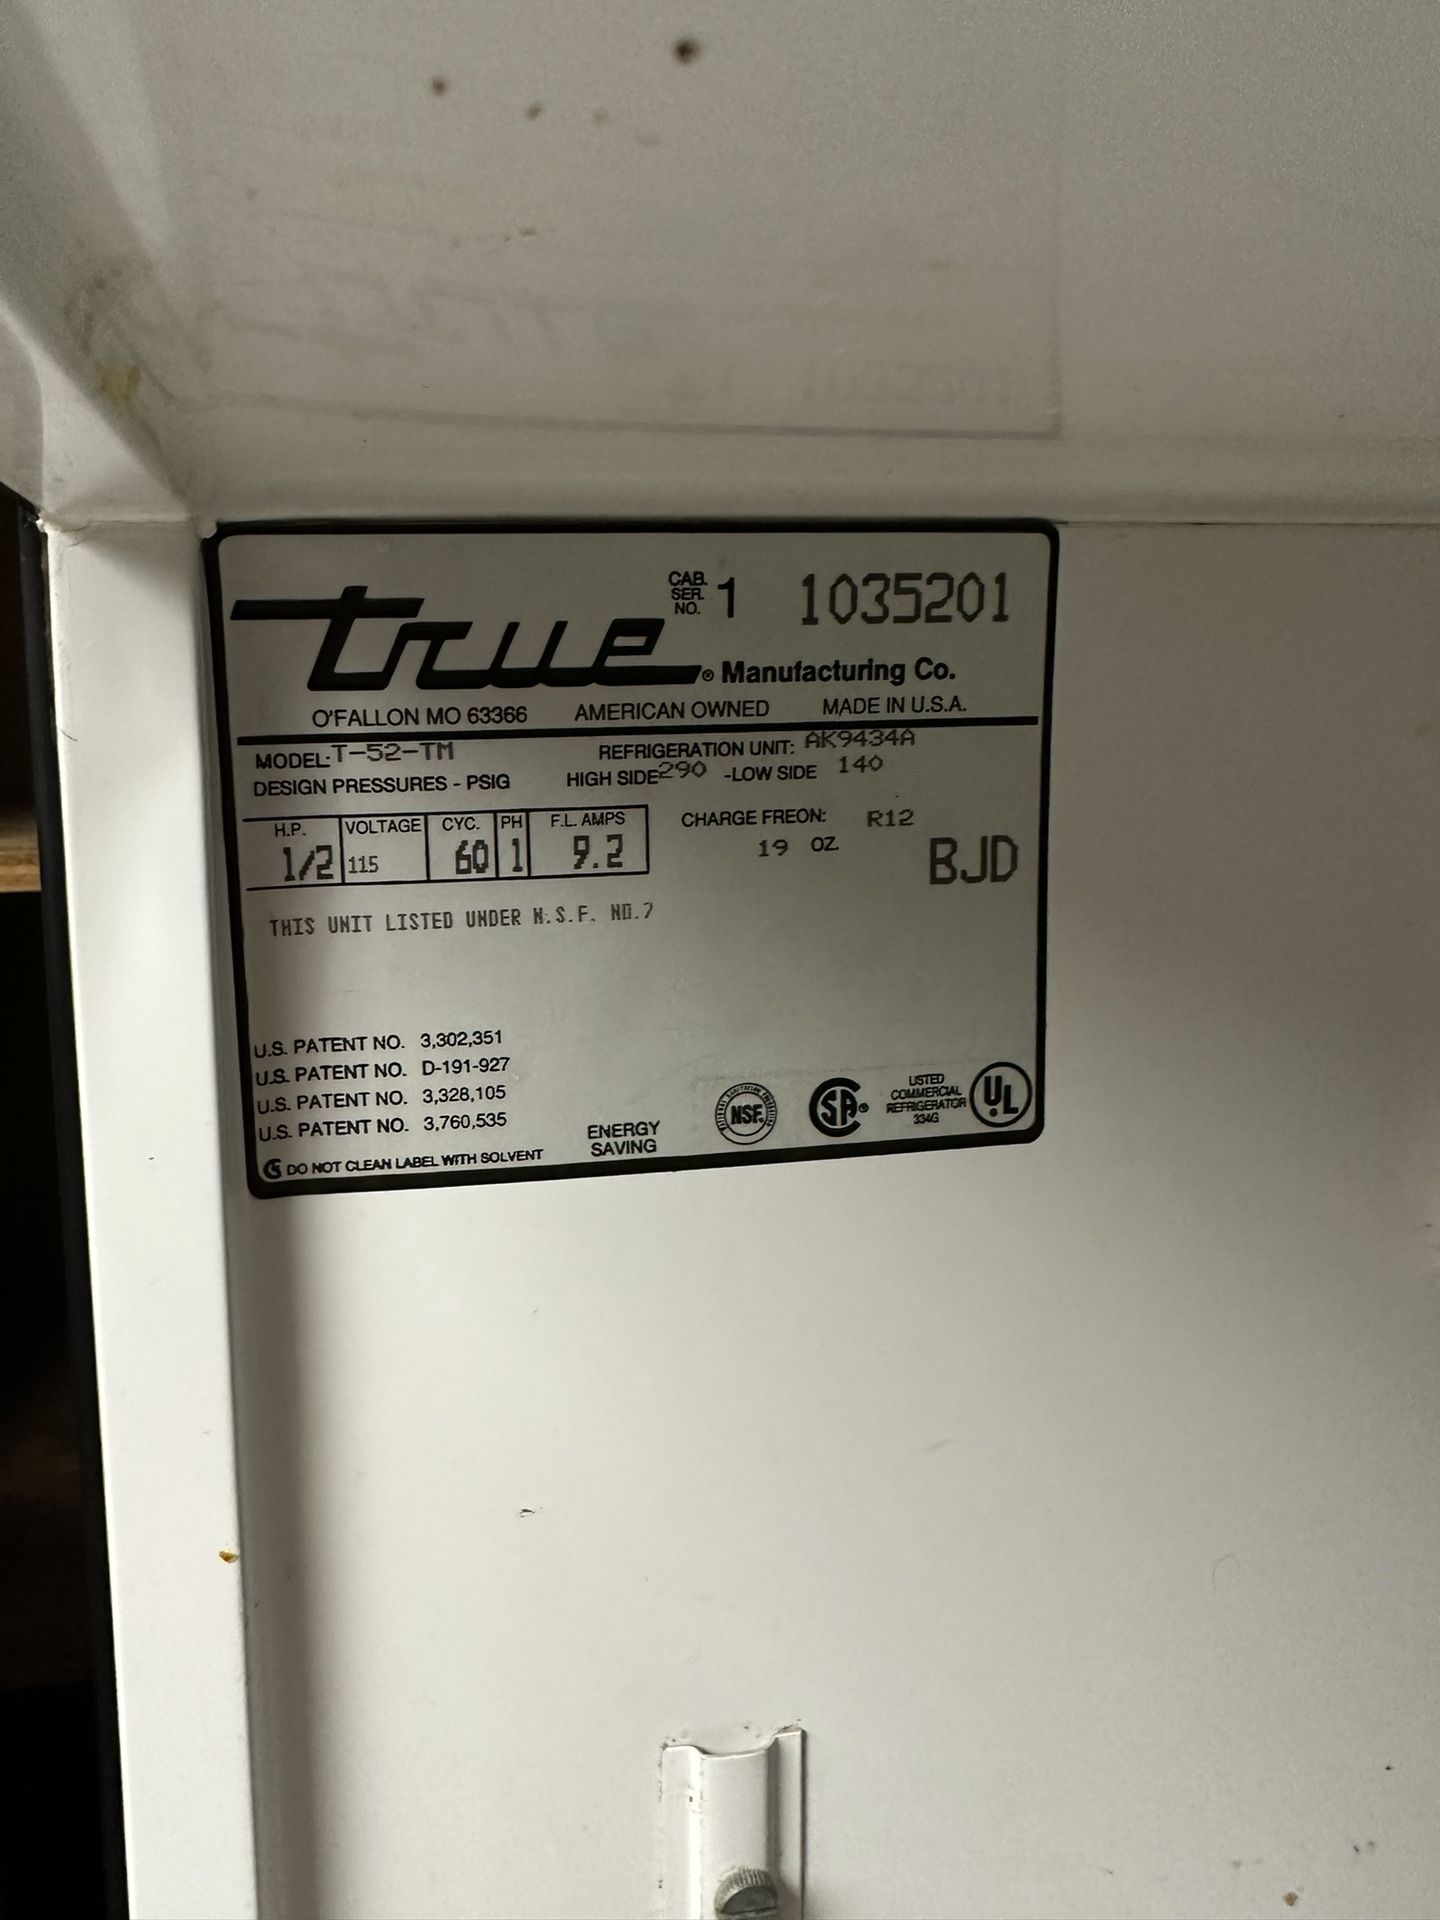 true® Manufacturing Co.
CAB. SER. NO. 1 1035201
O'FALLON MO 63366 AMERICAN OWNED MADE IN U.S.A.
MODEL: T-52-TM REFRIGERATION UNIT: AK9434A
DESIGN PRESSURES - PSIG HIGH SIDE 290 -LOW SIDE 140
H.P. VOLTAGE CYC. PH F.L. AMPS CHARGE FREON: R12
1/2 115 60 1 9.2 19 OZ. BJD
THIS UNIT LISTED UNDER N.S.F. NO.7
U.S. PATENT NO. 3,302,351
U.S. PATENT NO. D-191-927
U.S. PATENT NO. 3,328,105
U.S. PATENT NO. 3,760,535
DO NOT CLEAN LABEL WITH SOLVENT
ENERGY
SAVING
NSF.
SA®
LISTED
COMMERCIAL
REFRIGERATOR
334G
UL